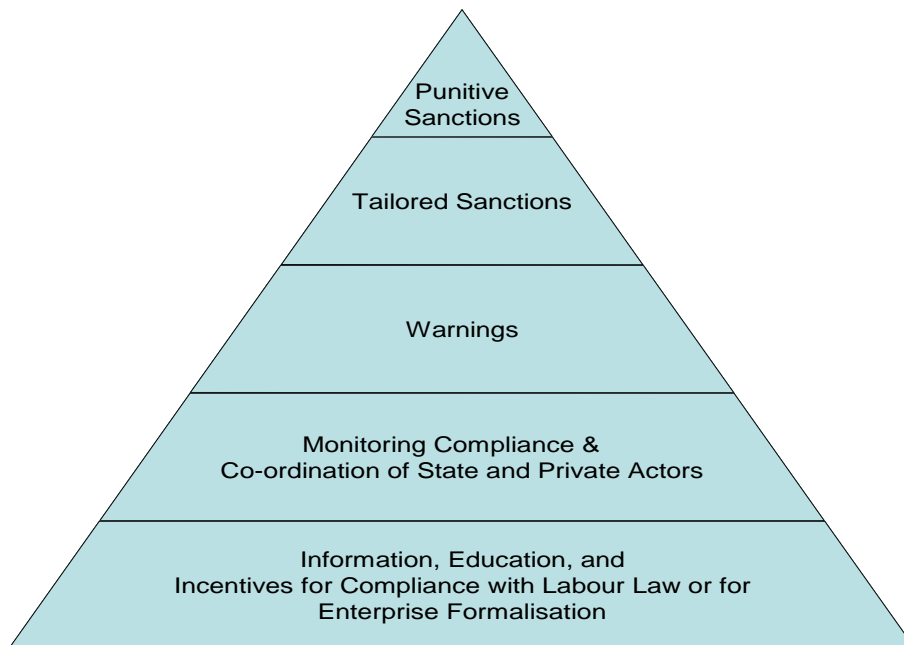 Punitive
Sanctions
Tailored Sanctions
Warnings
Monitoring Compliance &
Co-ordination of State and Private Actors
Information, Education, and
Incentives for Compliance with Labour Law or for
Enterprise Formalisation